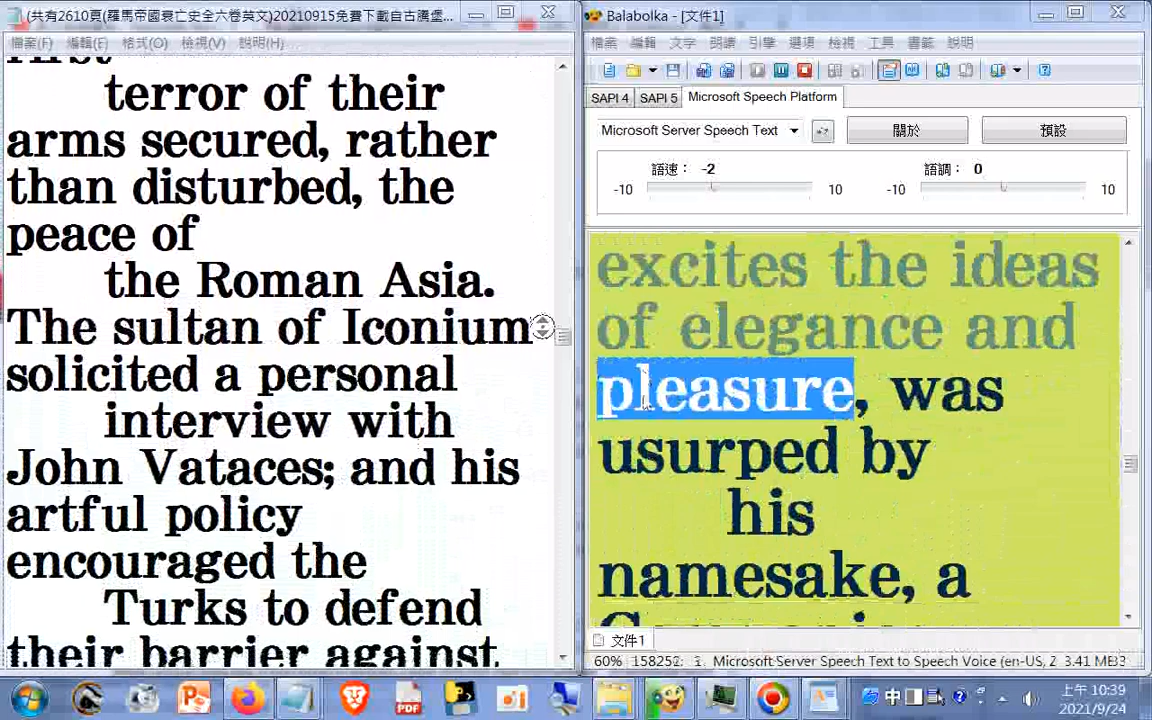 (共有2610頁(羅馬帝國衰亡史全六卷英文)20210915免費下載自古騰堡...
檔案(F) 編輯(E) 格式(O) 檢視(V) 說明(H)
first
terror of their
arms secured, rather
than disturbed, the
peace of
the Roman Asia.
The sultan of Iconium
solicited a personal
interview with
John Vataces; and his
artful policy
encouraged the
Turks to defend
their barrier against
Balabolka - [文件1]
檔案 編輯 文字 朗讀 引擎 選項 檢視 工具 書籤 說明
SAPI 4 SAPI 5 Microsoft Speech Platform
Microsoft Server Speech Text 關於 預設
語速： -2 語調： 0
-10 10 -10 10
excites the ideas
of elegance and
pleasure, was
usurped by
his
namesake, a
文件1
60% 158252: 1. Microsoft Server Speech Text to Speech Voice (en-US, Z 3.41 MB3
PDF 中 上午 10:39
2021/9/24